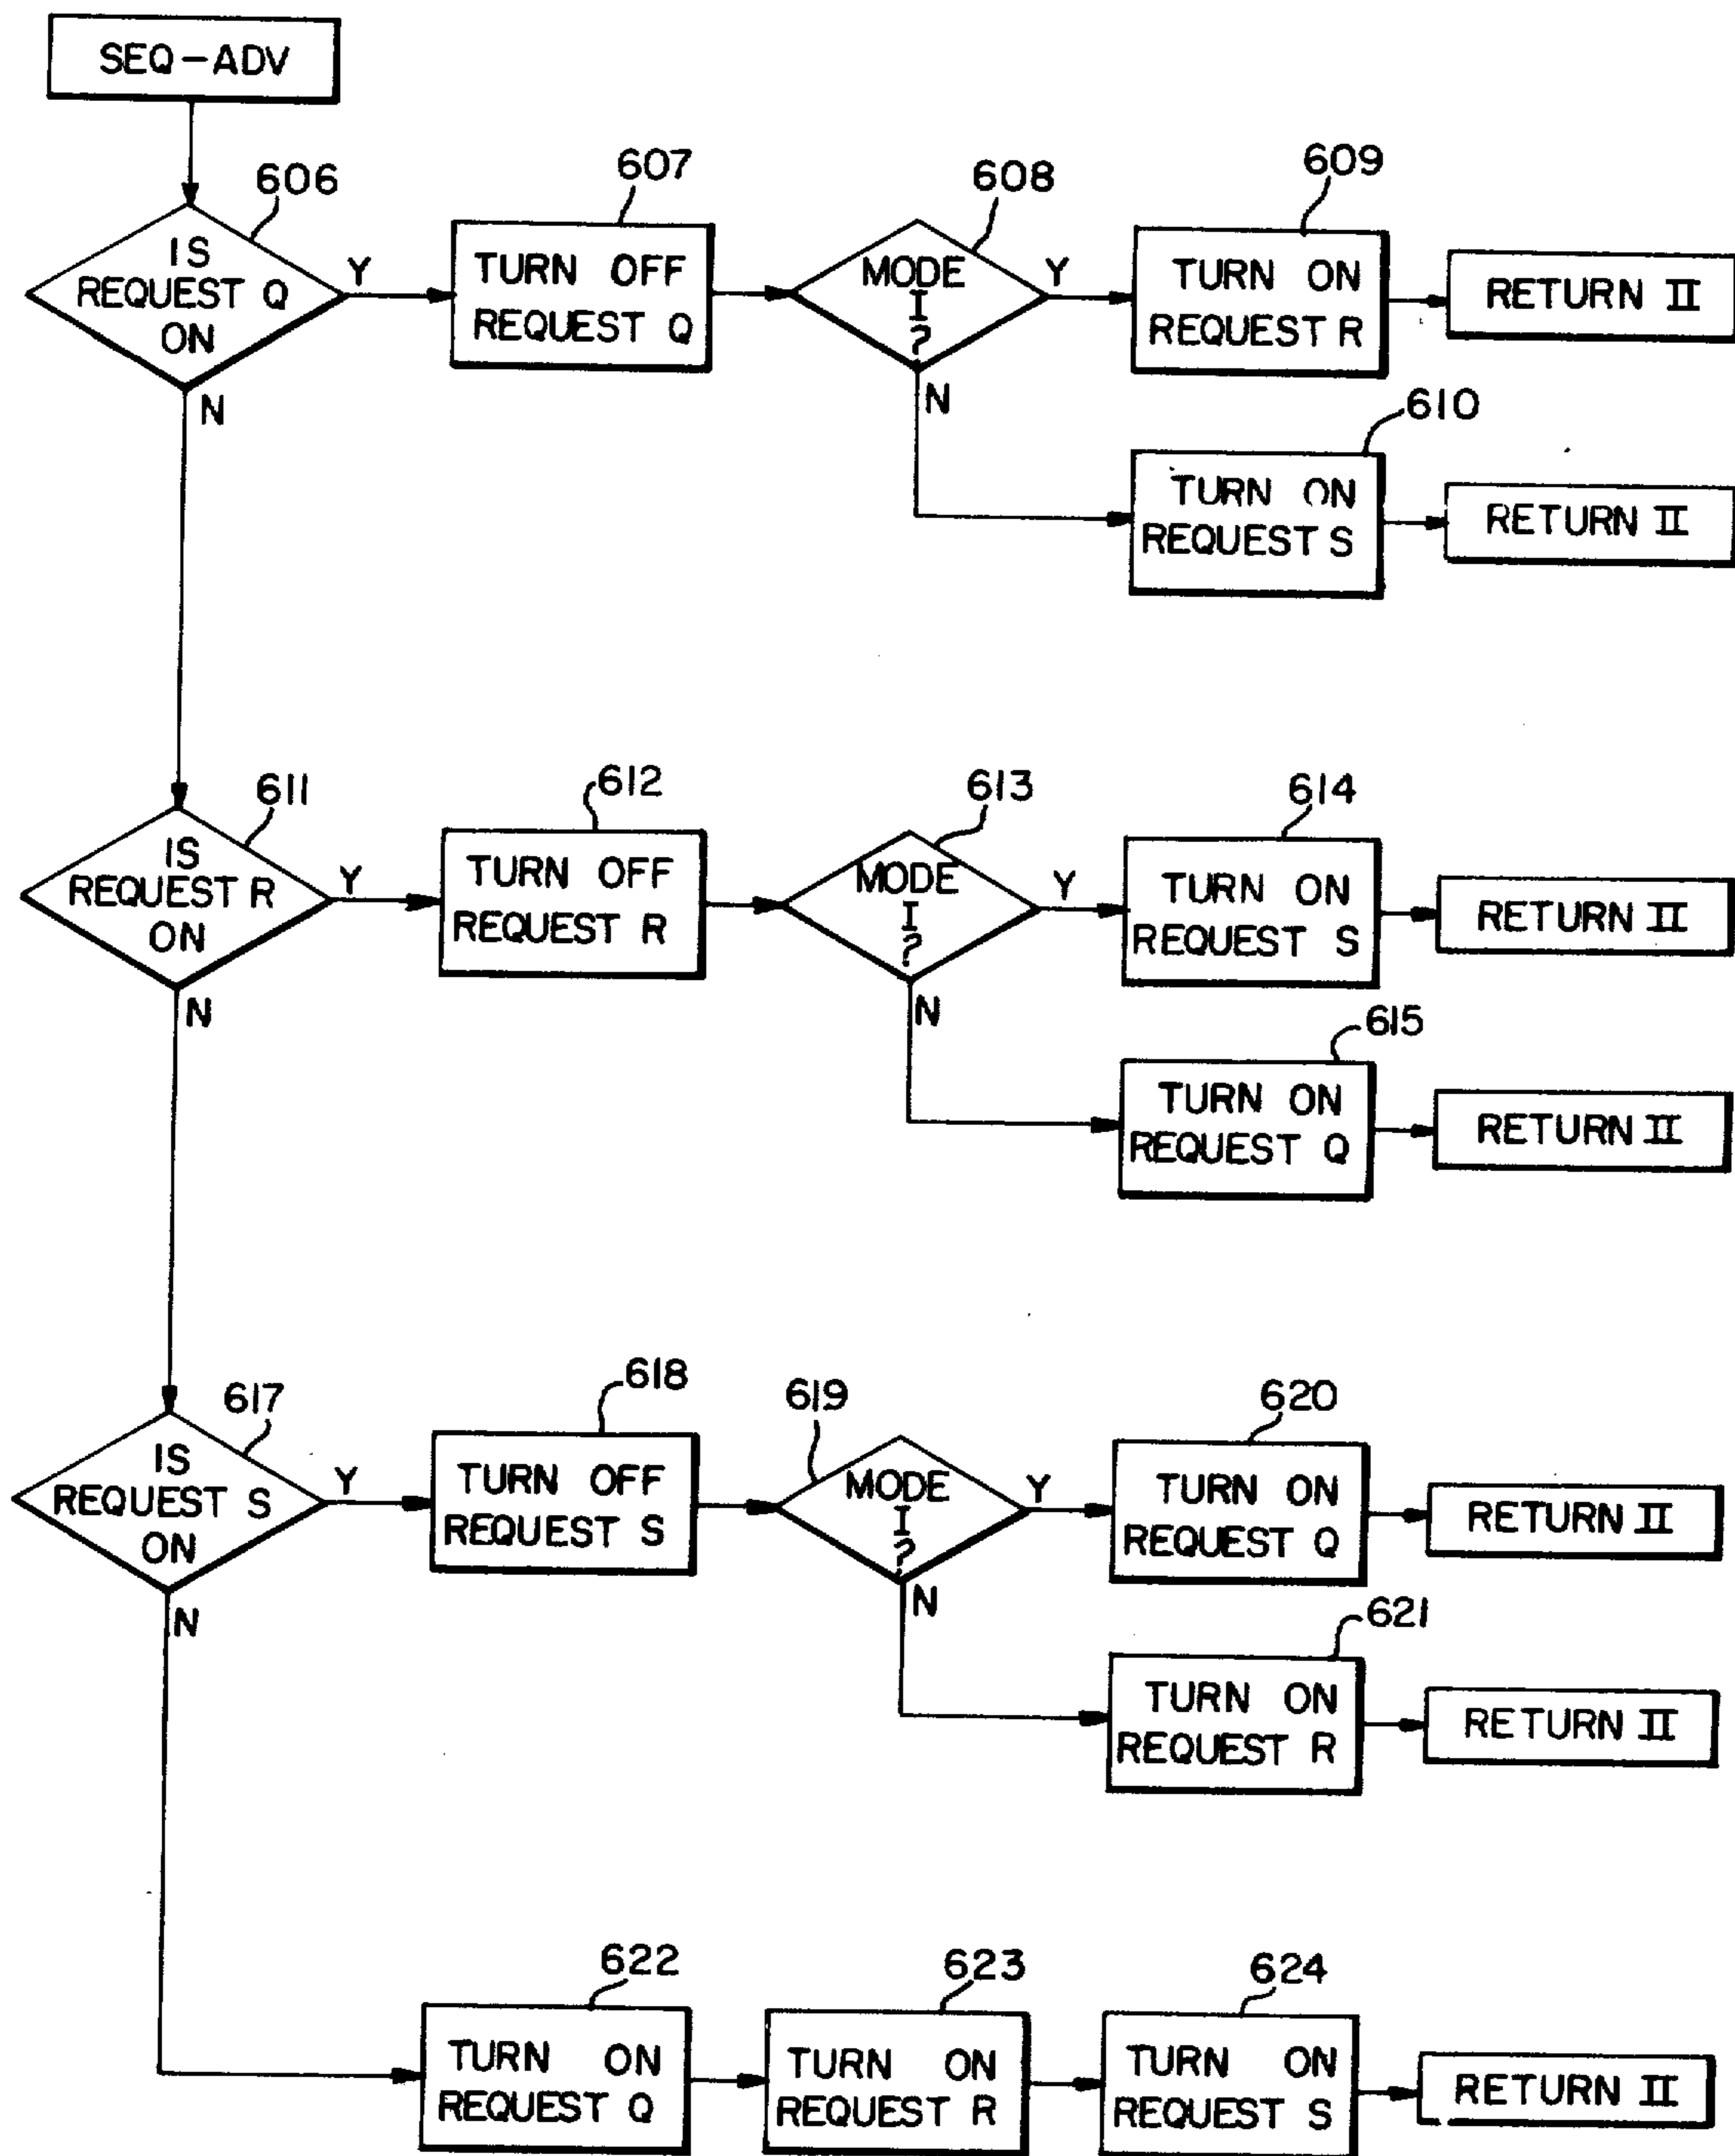 SEQ-ADV
606
607
608
609
IS
REQUEST Q
ON
Y
TURN OFF
REQUEST Q
MODE
I
?
Y
TURN ON
REQUEST R
RETURN II
N
N
610
TURN ON
REQUEST S
RETURN II
611
612
613
614
IS
REQUEST R
ON
Y
TURN OFF
REQUEST R
MODE
I
?
Y
TURN ON
REQUEST S
RETURN II
N
N
615
TURN ON
REQUEST Q
RETURN II
617
618
619
620
IS
REQUEST S
ON
Y
TURN OFF
REQUEST S
MODE
I
?
Y
TURN ON
REQUEST Q
RETURN II
N
N
621
TURN ON
REQUEST R
RETURN II
622
623
624
TURN ON
REQUEST Q
TURN ON
REQUEST R
TURN ON
REQUEST S
RETURN II